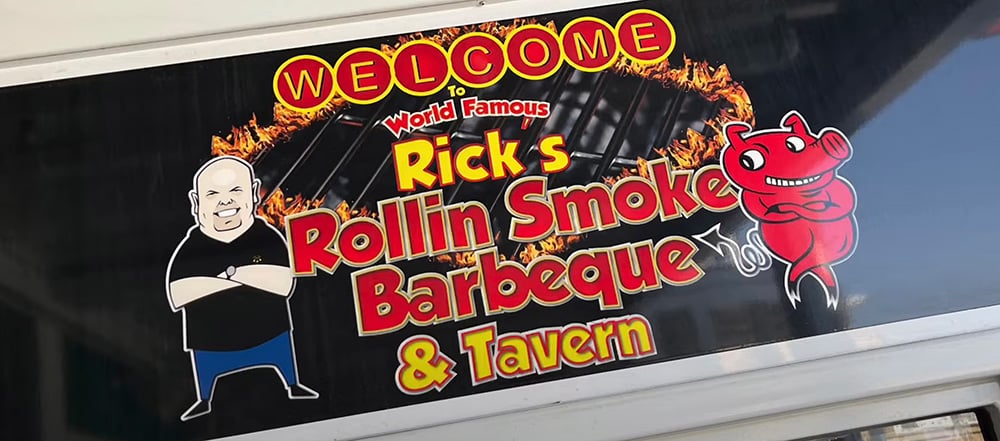 WELCOME
To
World Famous
Rick s
Rollin Smoke
Barbeque
& Tavern